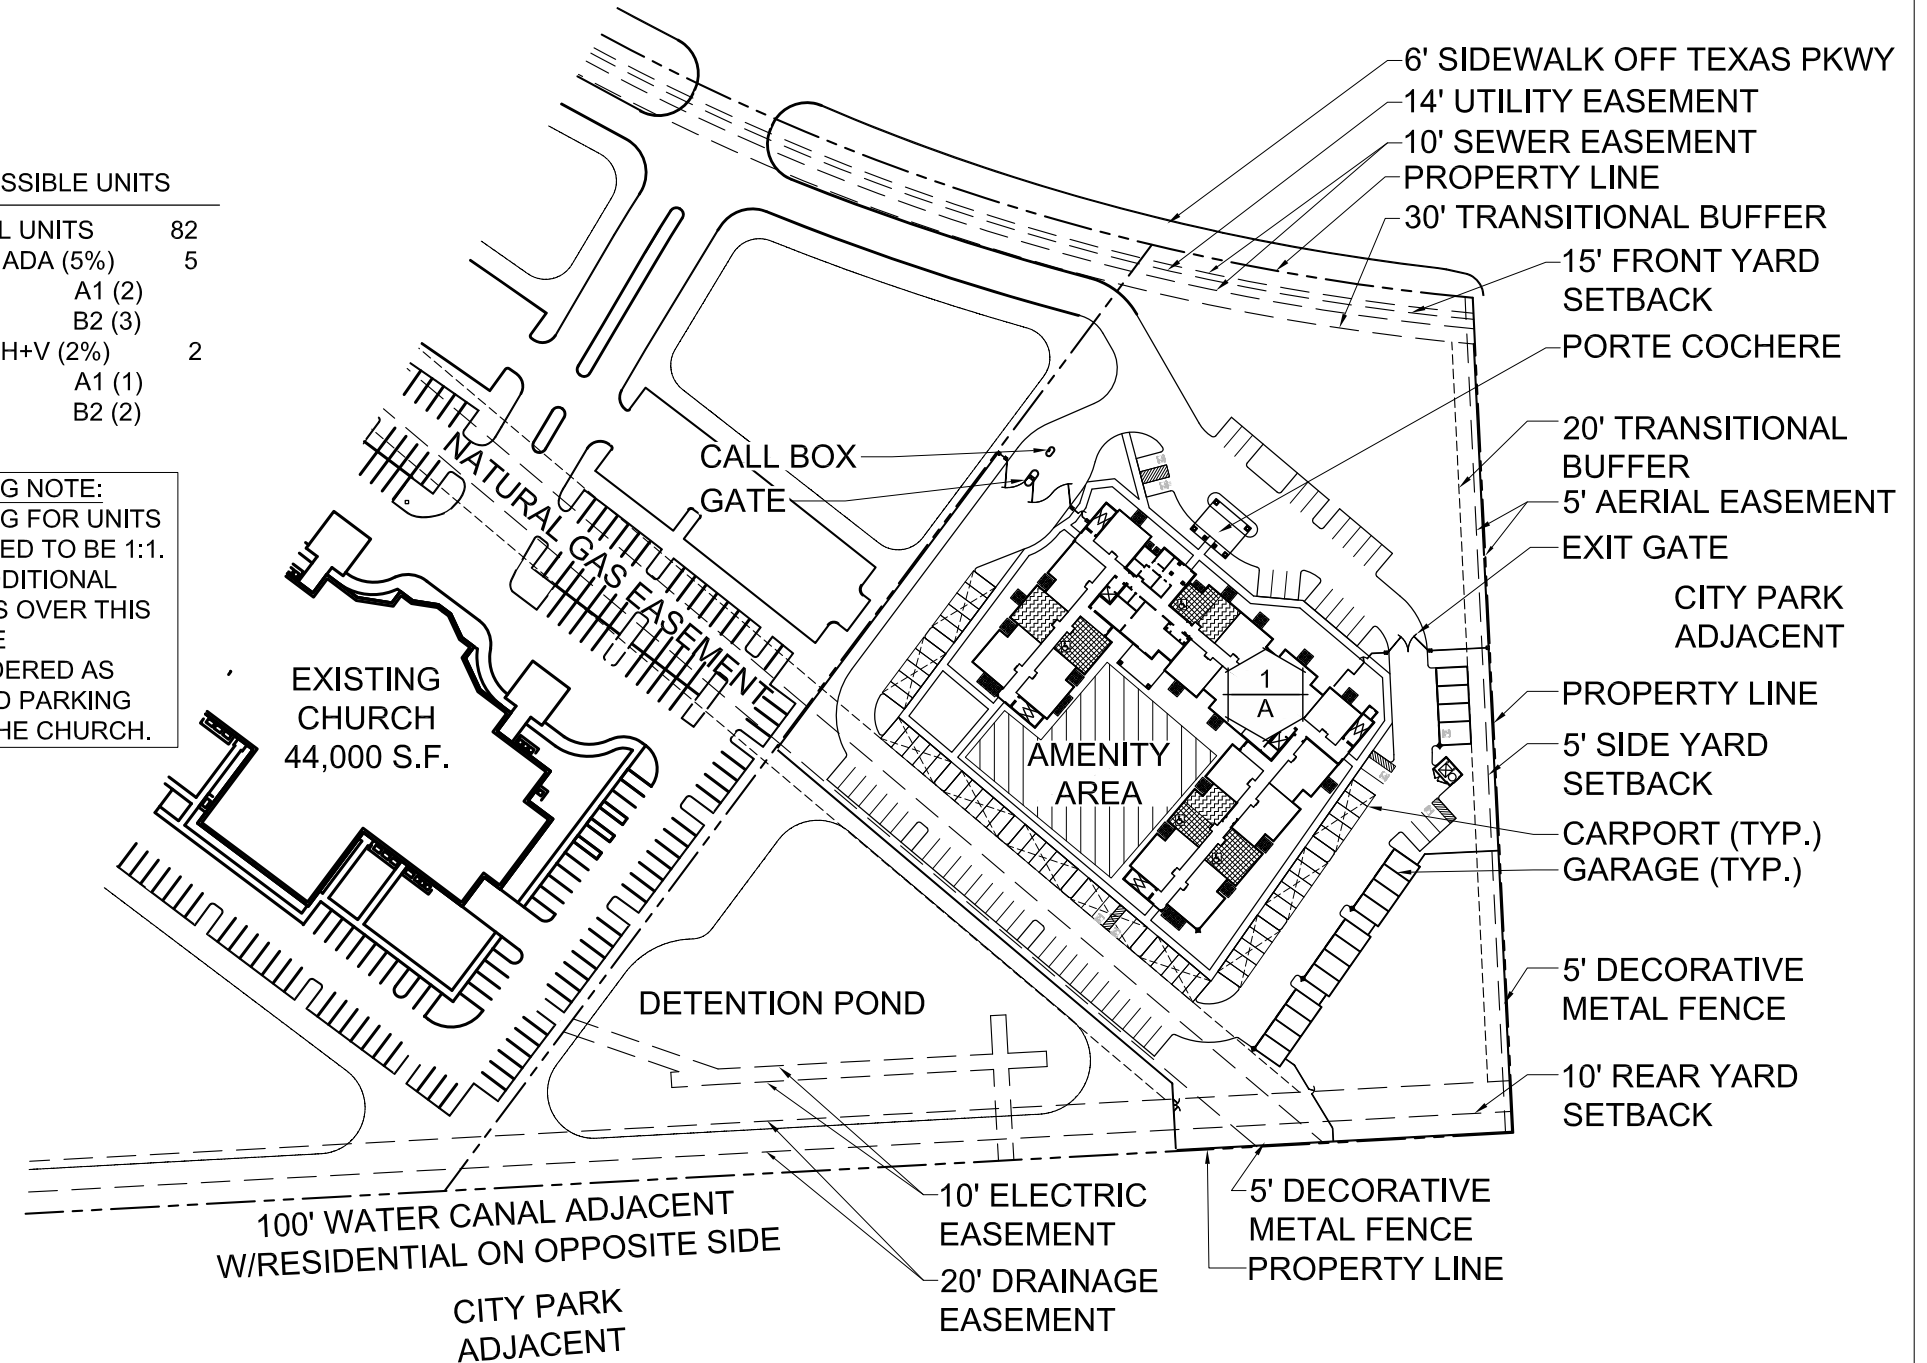 SSIBLE UNITS
L UNITS 82
ADA (5%) 5
A1 (2)
B2 (3)
H+V (2%) 2
A1 (1)
B2 (2)
G NOTE:
G FOR UNITS
ED TO BE 1:1.
DITIONAL
S OVER THIS
E
DERED AS
D PARKING
HE CHURCH.
6' SIDEWALK OFF TEXAS PKWY
14' UTILITY EASEMENT
10' SEWER EASEMENT
PROPERTY LINE
30' TRANSITIONAL BUFFER
15' FRONT YARD
SETBACK
PORTE COCHERE
20' TRANSITIONAL
BUFFER
5' AERIAL EASEMENT
EXIT GATE
CITY PARK
ADJACENT
PROPERTY LINE
5' SIDE YARD
SETBACK
CARPORT (TYP.)
GARAGE (TYP.)
5' DECORATIVE
METAL FENCE
10' REAR YARD
SETBACK
CALL BOX
GATE
NATURAL GAS EASEMENT
EXISTING
CHURCH
44,000 S.F.
1
A
AMENITY
AREA
DETENTION POND
10' ELECTRIC
EASEMENT
20' DRAINAGE
EASEMENT
5' DECORATIVE
METAL FENCE
PROPERTY LINE
100' WATER CANAL ADJACENT
W/RESIDENTIAL ON OPPOSITE SIDE
CITY PARK
ADJACENT